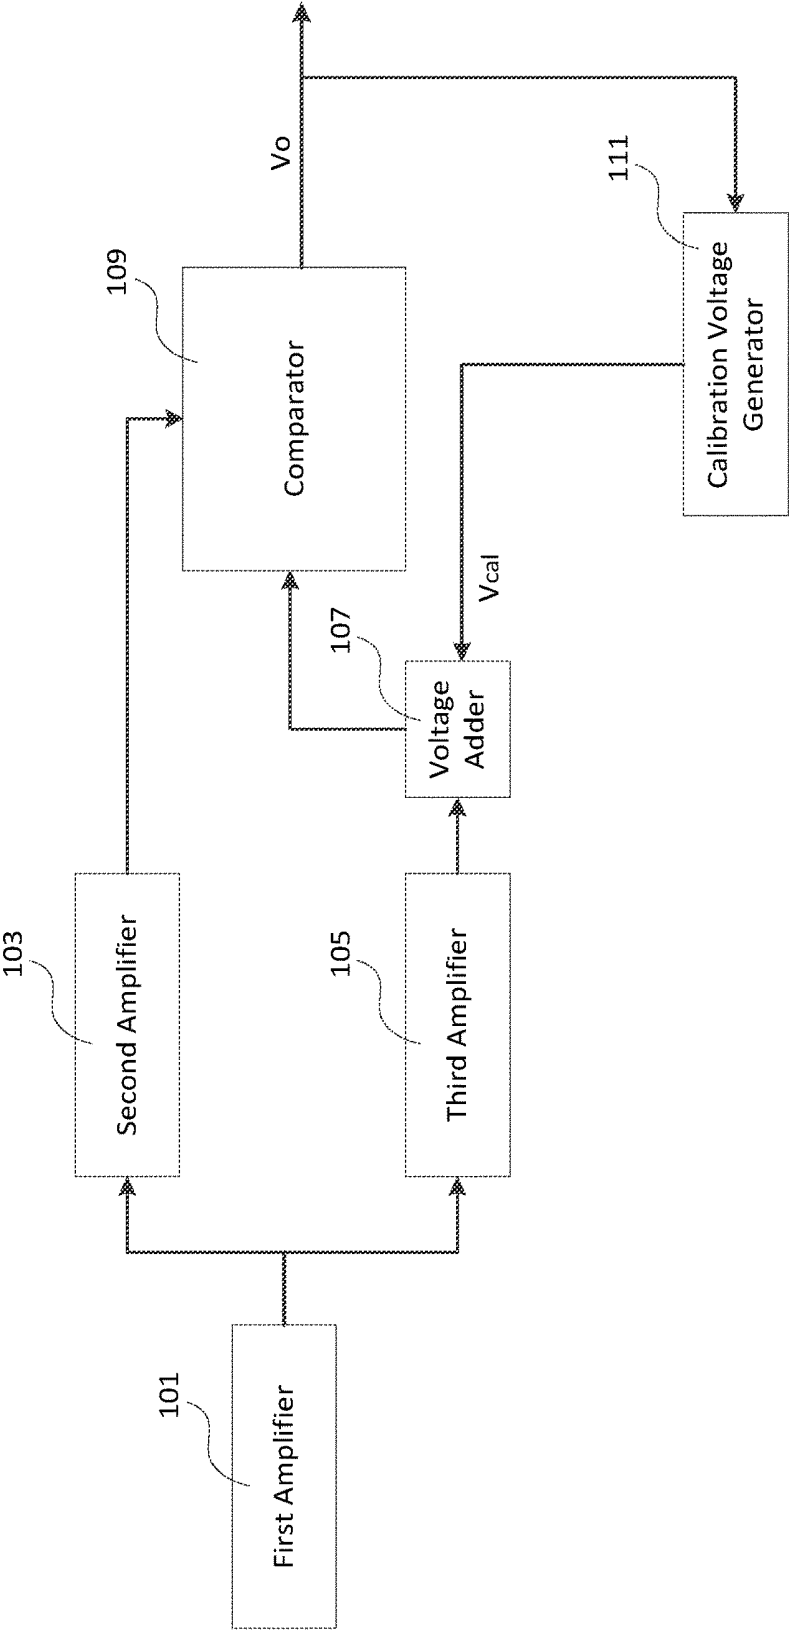 101
First Amplifier
103
Second Amplifier
105
Third Amplifier
107
Voltage
Adder
109
Comparator
Vo
Vcal
111
Calibration Voltage
Generator